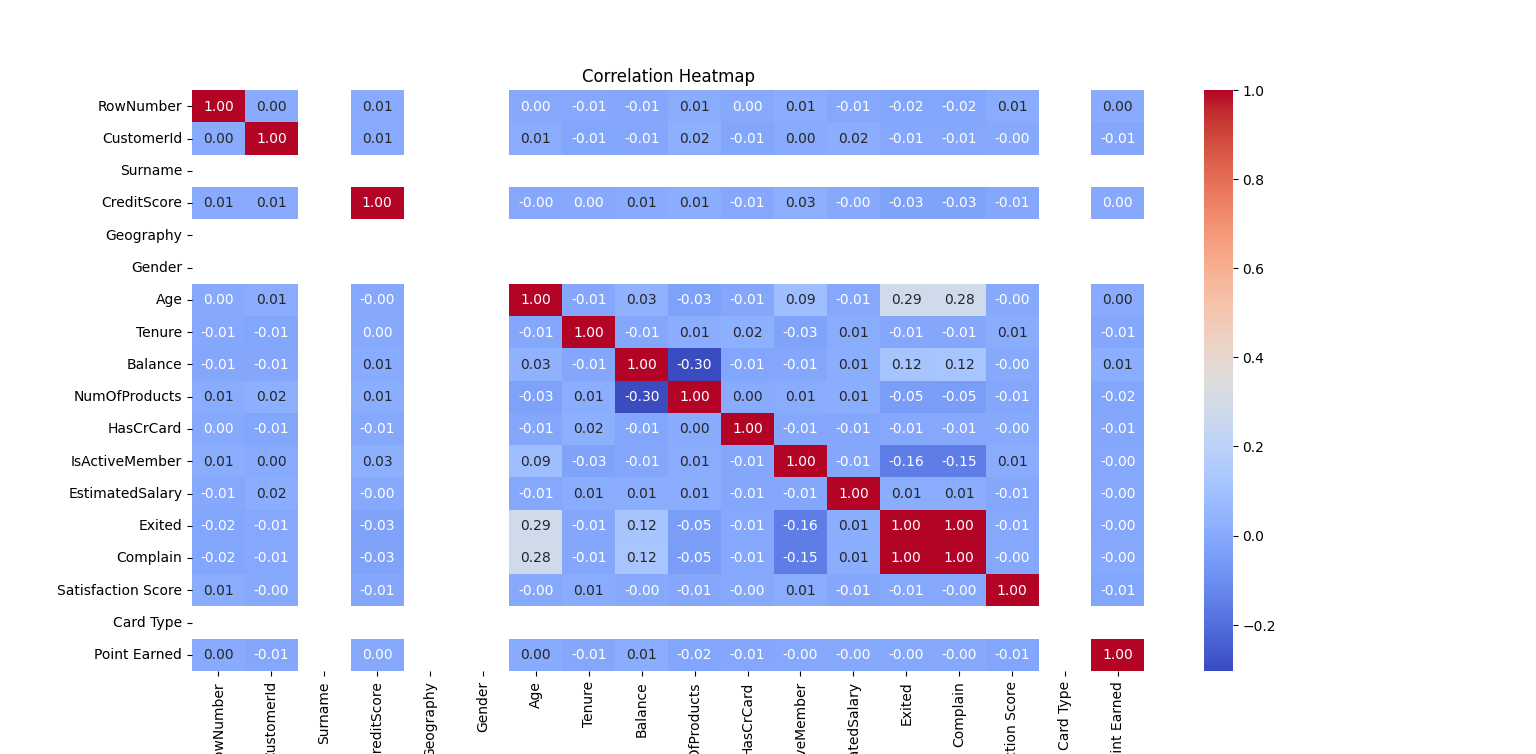 Correlation Heatmap
RowNumber 1.00 0.00 0.01 0.00 -0.01 -0.01 0.01 0.00 0.01 -0.01 -0.02 -0.02 0.01 0.00
CustomerId 0.00 1.00 0.01 0.01 -0.01 -0.01 0.02 -0.01 0.00 0.02 -0.01 -0.01 -0.00 -0.01
Surname
CreditScore 0.01 0.01 1.00 -0.00 0.00 0.01 0.01 -0.01 0.03 -0.00 -0.03 -0.03 -0.01 0.00
Geography
Gender
Age 0.00 0.01 -0.00 1.00 -0.01 0.03 -0.03 -0.01 0.09 -0.01 0.29 0.28 -0.00 0.00
Tenure -0.01 -0.01 0.00 -0.01 1.00 -0.01 0.01 0.02 -0.03 0.01 -0.01 -0.01 0.01 -0.01
Balance -0.01 -0.01 0.01 0.03 -0.01 1.00 -0.30 -0.01 -0.01 0.01 0.12 0.12 -0.00 0.01
NumOfProducts 0.01 0.02 0.01 -0.03 0.01 -0.30 1.00 0.00 0.01 0.01 -0.05 -0.05 -0.01 -0.02
HasCrCard 0.00 -0.01 -0.01 -0.01 0.02 -0.01 0.00 1.00 -0.01 -0.01 -0.01 -0.01 -0.00 -0.01
IsActiveMember 0.01 0.00 0.03 0.09 -0.03 -0.01 0.01 -0.01 1.00 -0.01 -0.16 -0.15 0.01 -0.00
EstimatedSalary -0.01 0.02 -0.00 -0.01 0.01 0.01 0.01 -0.01 -0.01 1.00 0.01 0.01 -0.01 -0.00
Exited -0.02 -0.01 -0.03 0.29 -0.01 0.12 -0.05 -0.01 -0.16 0.01 1.00 1.00 -0.01 -0.00
Complain -0.02 -0.01 -0.03 0.28 -0.01 0.12 -0.05 -0.01 -0.15 0.01 1.00 1.00 -0.00 -0.00
Satisfaction Score 0.01 -0.00 -0.01 -0.00 0.01 -0.00 -0.01 -0.00 0.01 -0.01 -0.01 -0.00 1.00 -0.01
Card Type
Point Earned 0.00 -0.01 0.00 0.00 -0.01 0.01 -0.02 -0.01 -0.00 -0.00 -0.00 -0.00 -0.01 1.00
owNumber
ustomerId
Surname
reditScore
Geography
Gender
Age
Tenure
Balance
OfProducts
HasCrCard
veMember
atedSalary
Exited
Complain
tion Score
Card Type
int Earned
1.0
0.8
0.6
0.4
0.2
0.0
−0.2